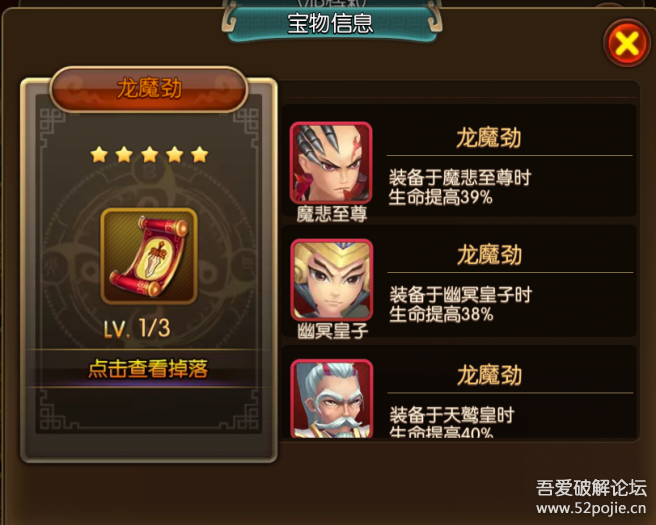 宝物信息
龙魔劲
LV. 1/3
点击查看掉落
龙魔劲
装备于魔悲至尊时
生命提高39%
魔悲至尊
龙魔劲
装备于幽冥皇子时
生命提高38%
幽冥皇子
龙魔劲
装备于天鹫皇时
生命提高40%
吾爱破解论坛
www.52pojie.cn